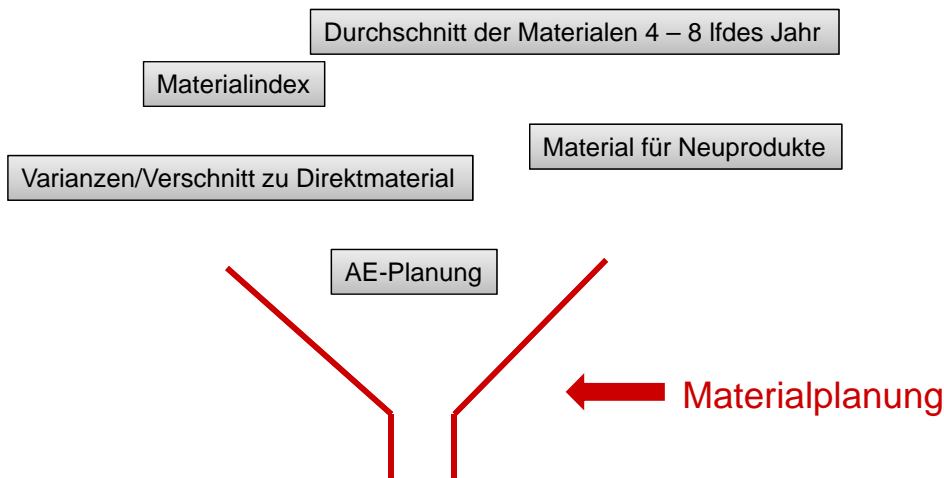 Durchschnitt der Materialen 4 – 8 lfdes Jahr
Materialindex
Material für Neuprodukte
Varianzen/Verschnitt zu Direktmaterial
AE-Planung
Materialplanung